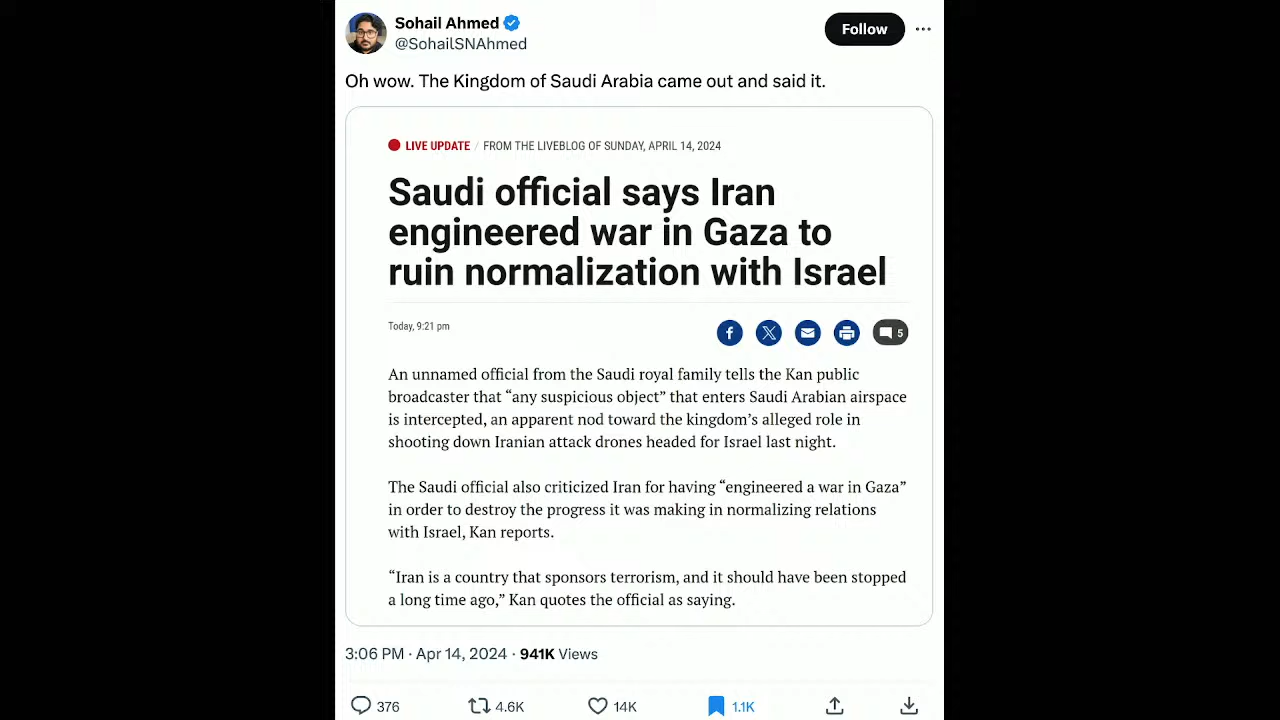 Sohail Ahmed
@SohailSNAhmed
Follow
Oh wow. The Kingdom of Saudi Arabia came out and said it.
LIVE UPDATE / FROM THE LIVEBLOG OF SUNDAY, APRIL 14, 2024
Saudi official says Iran
engineered war in Gaza to
ruin normalization with Israel
Today, 9:21 pm
5
An unnamed official from the Saudi royal family tells the Kan public
broadcaster that “any suspicious object” that enters Saudi Arabian airspace
is intercepted, an apparent nod toward the kingdom’s alleged role in
shooting down Iranian attack drones headed for Israel last night.
The Saudi official also criticized Iran for having “engineered a war in Gaza”
in order to destroy the progress it was making in normalizing relations
with Israel, Kan reports.
“Iran is a country that sponsors terrorism, and it should have been stopped
a long time ago,” Kan quotes the official as saying.
3:06 PM · Apr 14, 2024 · 941K Views
376 4.6K 14K 1.1K